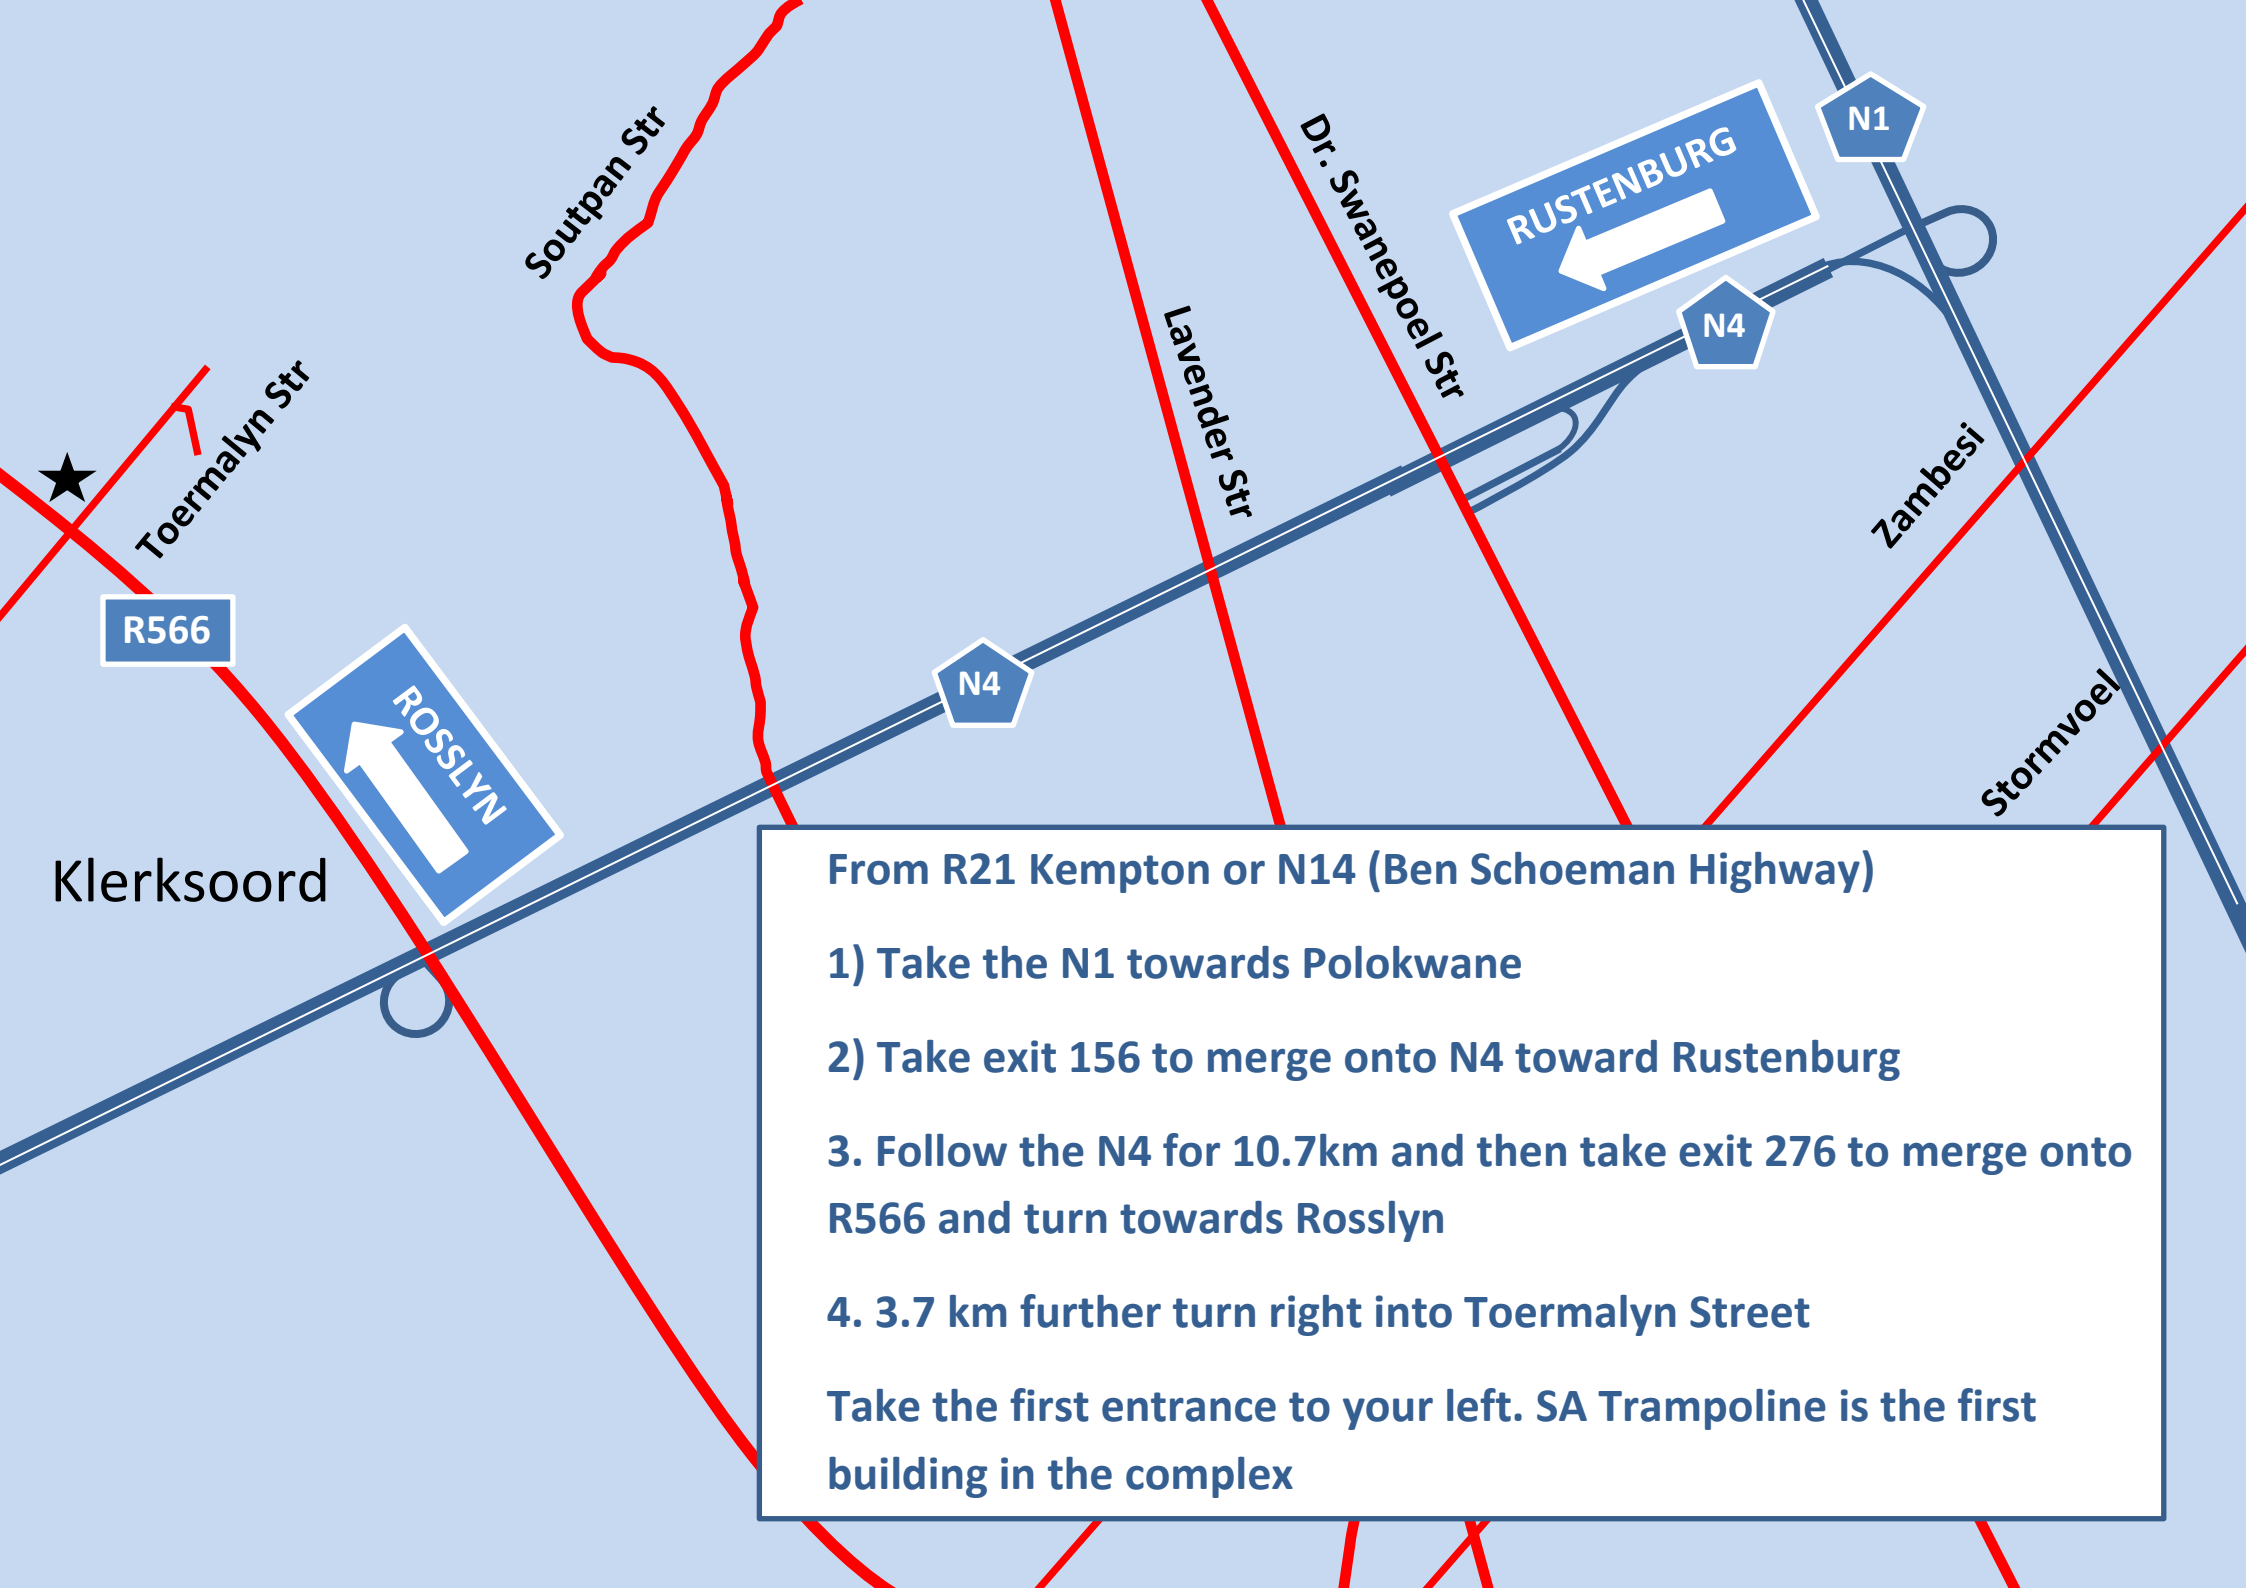 Soutpan Str
Dr. Swanepoel Str
RUSTENBURG
N1
N4
Lavender Str
Toermalyn Str
Zambesi
R566
ROSSLYN
N4
Stormvoel
Klerksoord
From R21 Kempton or N14 (Ben Schoeman Highway)
1) Take the N1 towards Polokwane
2) Take exit 156 to merge onto N4 toward Rustenburg
3. Follow the N4 for 10.7km and then take exit 276 to merge onto
R566 and turn towards Rosslyn
4. 3.7 km further turn right into Toermalyn Street
Take the first entrance to your left. SA Trampoline is the first
building in the complex